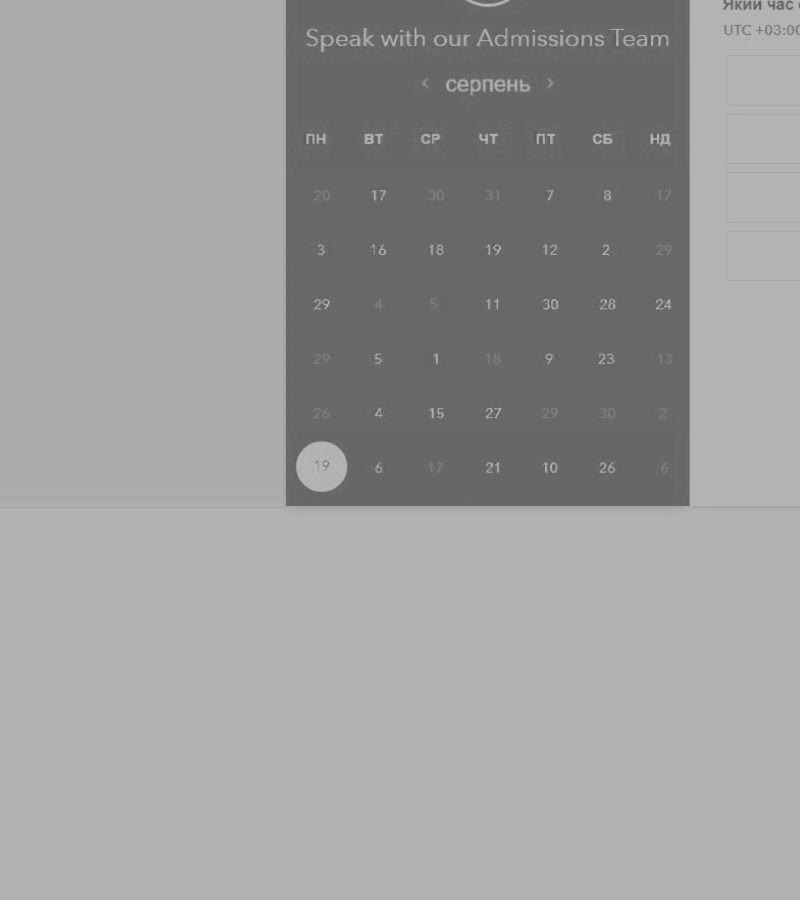 Який час
UTC +03:00
Speak with our Admissions Team
‹ серпень ›
ПН ВТ СР ЧТ ПТ СБ НД
20 17 30 31 7 8 17
3 16 18 19 12 2 29
29 4 5 11 30 28 24
29 5 1 18 9 23 13
26 4 15 27 29 30 2
19 6 17 21 10 26 6